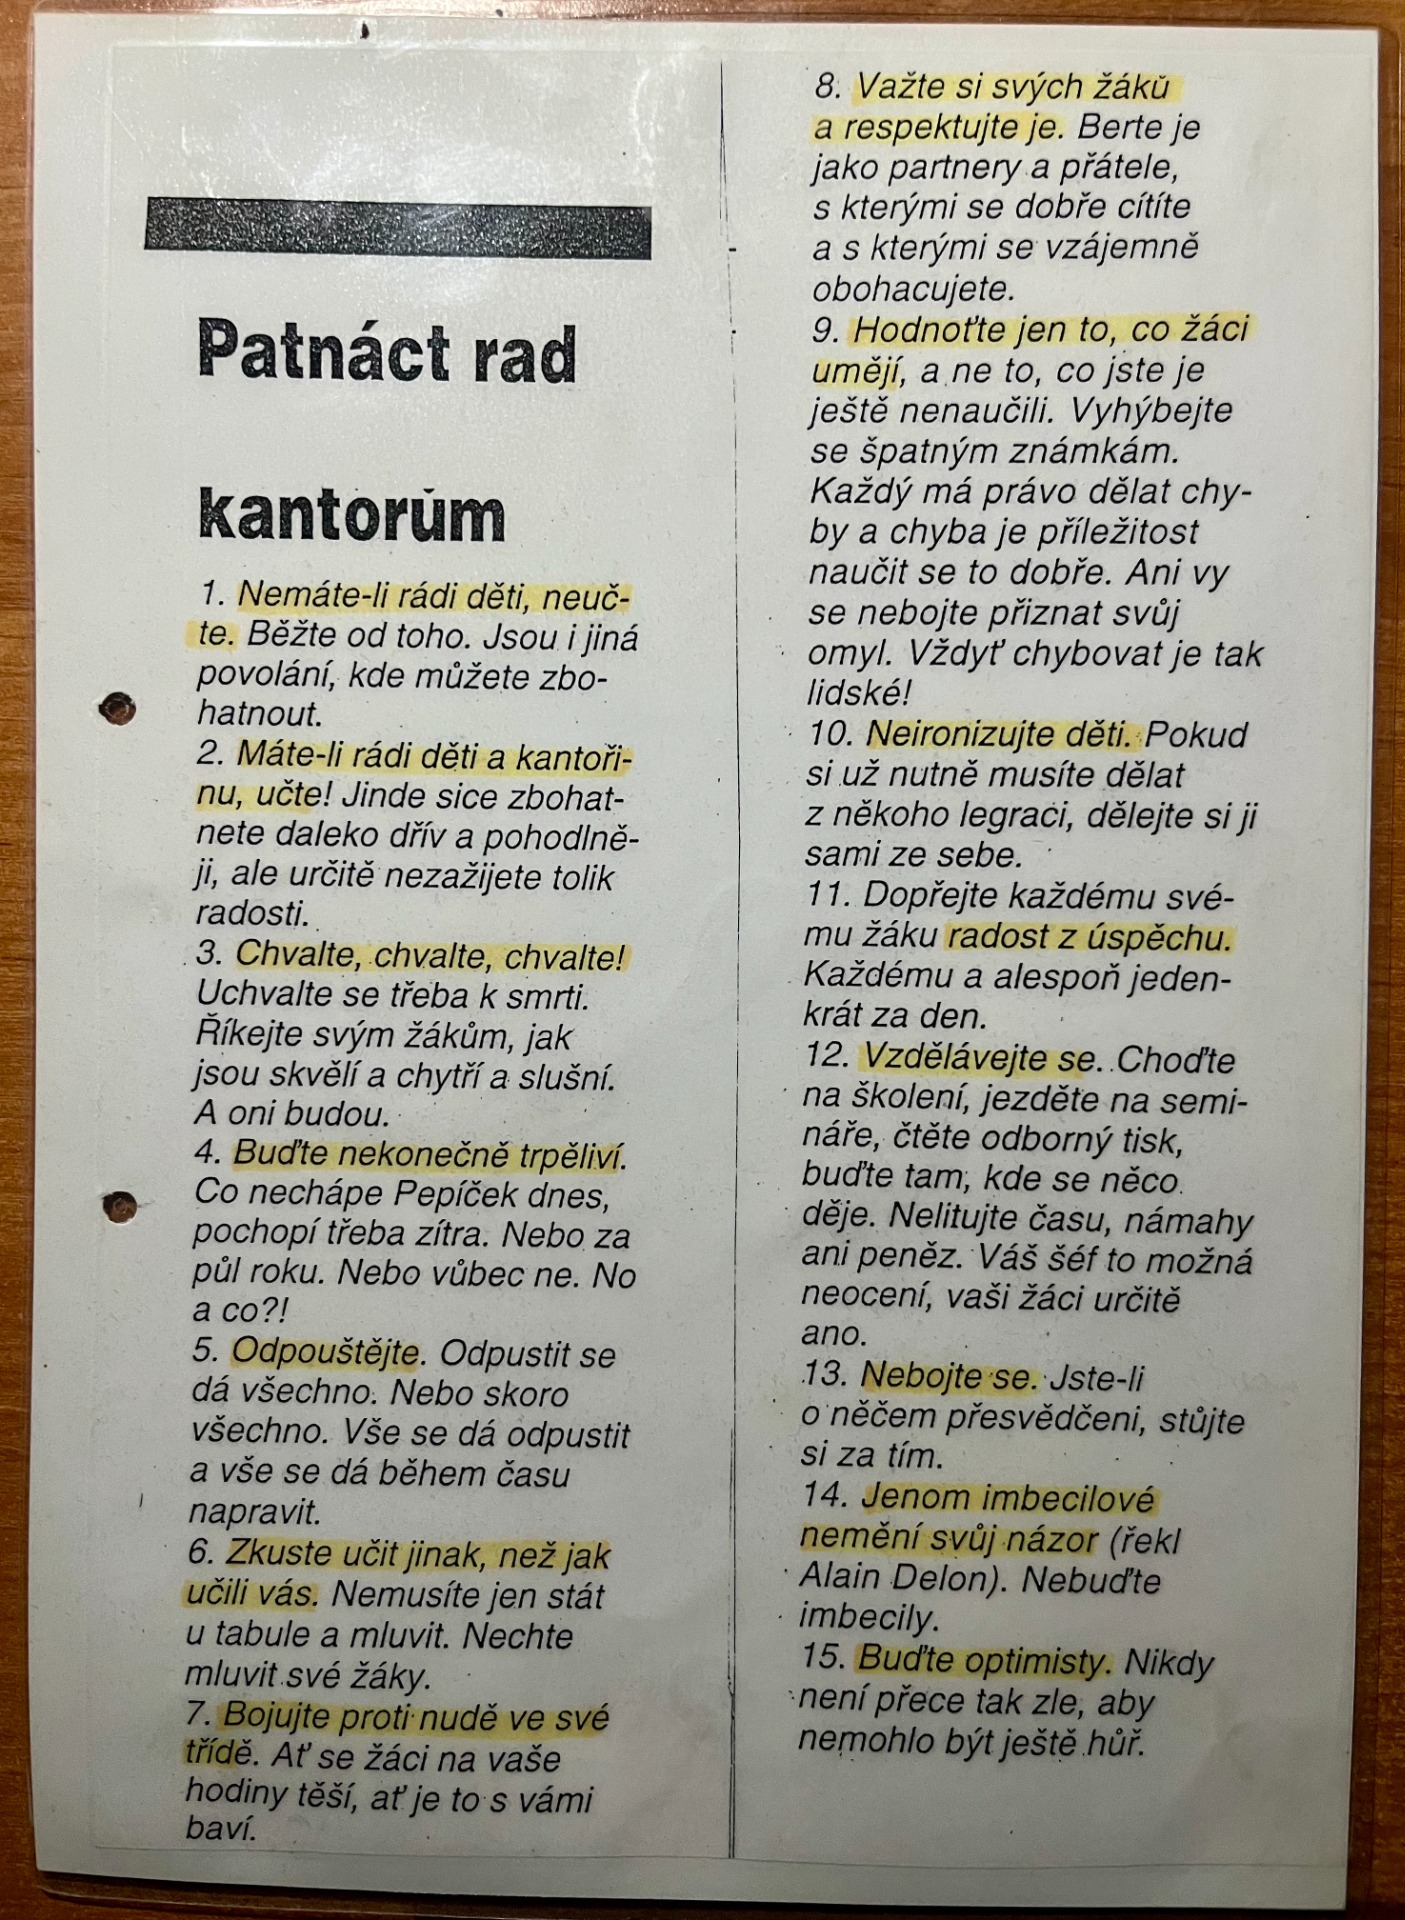 Patnáct rad
kantorům
1. Nemáte-li rádi děti, neuč-
te. Běžte od toho. Jsou i jiná
povolání, kde můžete zbo-
hatnout.
2. Máte-li rádi děti a kantoři-
nu, učte! Jinde sice zbohat-
nete daleko dřív a pohodlně-
ji, ale určitě nezažijete tolik
radosti.
3. Chvalte, chvalte, chvalte!
Uchvalte se třeba k smrti.
Říkejte svým žákům, jak
jsou skvělí a chytří a slušní.
A oni budou.
4. Buďte nekonečně trpěliví.
Co nechápe Pepíček dnes,
pochopí třeba zítra. Nebo za
půl roku. Nebo vůbec ne. No
a co?!
5. Odpouštějte. Odpustit se
dá všechno. Nebo skoro
všechno. Vše se dá odpustit
a vše se dá během času
napravit.
6. Zkuste učit jinak, než jak
učili vás. Nemusíte jen stát
u tabule a mluvit. Nechte
mluvit své žáky.
7. Bojujte proti nudě ve své
třídě. Ať se žáci na vaše
hodiny těší, ať je to s vámi
baví.
8. Važte si svých žáků
a respektujte je. Berte je
jako partnery a přátele,
s kterými se dobře cítíte
a s kterými se vzájemně
obohacujete.
9. Hodnoťte jen to, co žáci
umějí, a ne to, co jste je
ještě nenaučili. Vyhýbejte
se špatným známkám.
Každý má právo dělat chy-
by a chyba je příležitost
naučit se to dobře. Ani vy
se nebojte přiznat svůj
omyl. Vždyť chybovat je tak
lidské!
10. Neironizujte děti. Pokud
si už nutně musíte dělat
z někoho legraci, dělejte si ji
sami ze sebe.
11. Dopřejte každému své-
mu žáku radost z úspěchu.
Každému a alespoň jeden-
krát za den.
12. Vzdělávejte se. Choďte
na školení, jezděte na semi-
náře, čtěte odborný tisk,
buďte tam, kde se něco
děje. Nelitujte času, námahy
ani peněz. Váš šéf to možná
neocení, vaši žáci určitě
ano.
13. Nebojte se. Jste-li
o něčem přesvědčeni, stůjte
si za tím.
14. Jenom imbecilové
nemění svůj názor (řekl
Alain Delon). Nebuďte
imbecily.
15. Buďte optimisty. Nikdy
není přece tak zle, aby
nemohlo být ještě hůř.